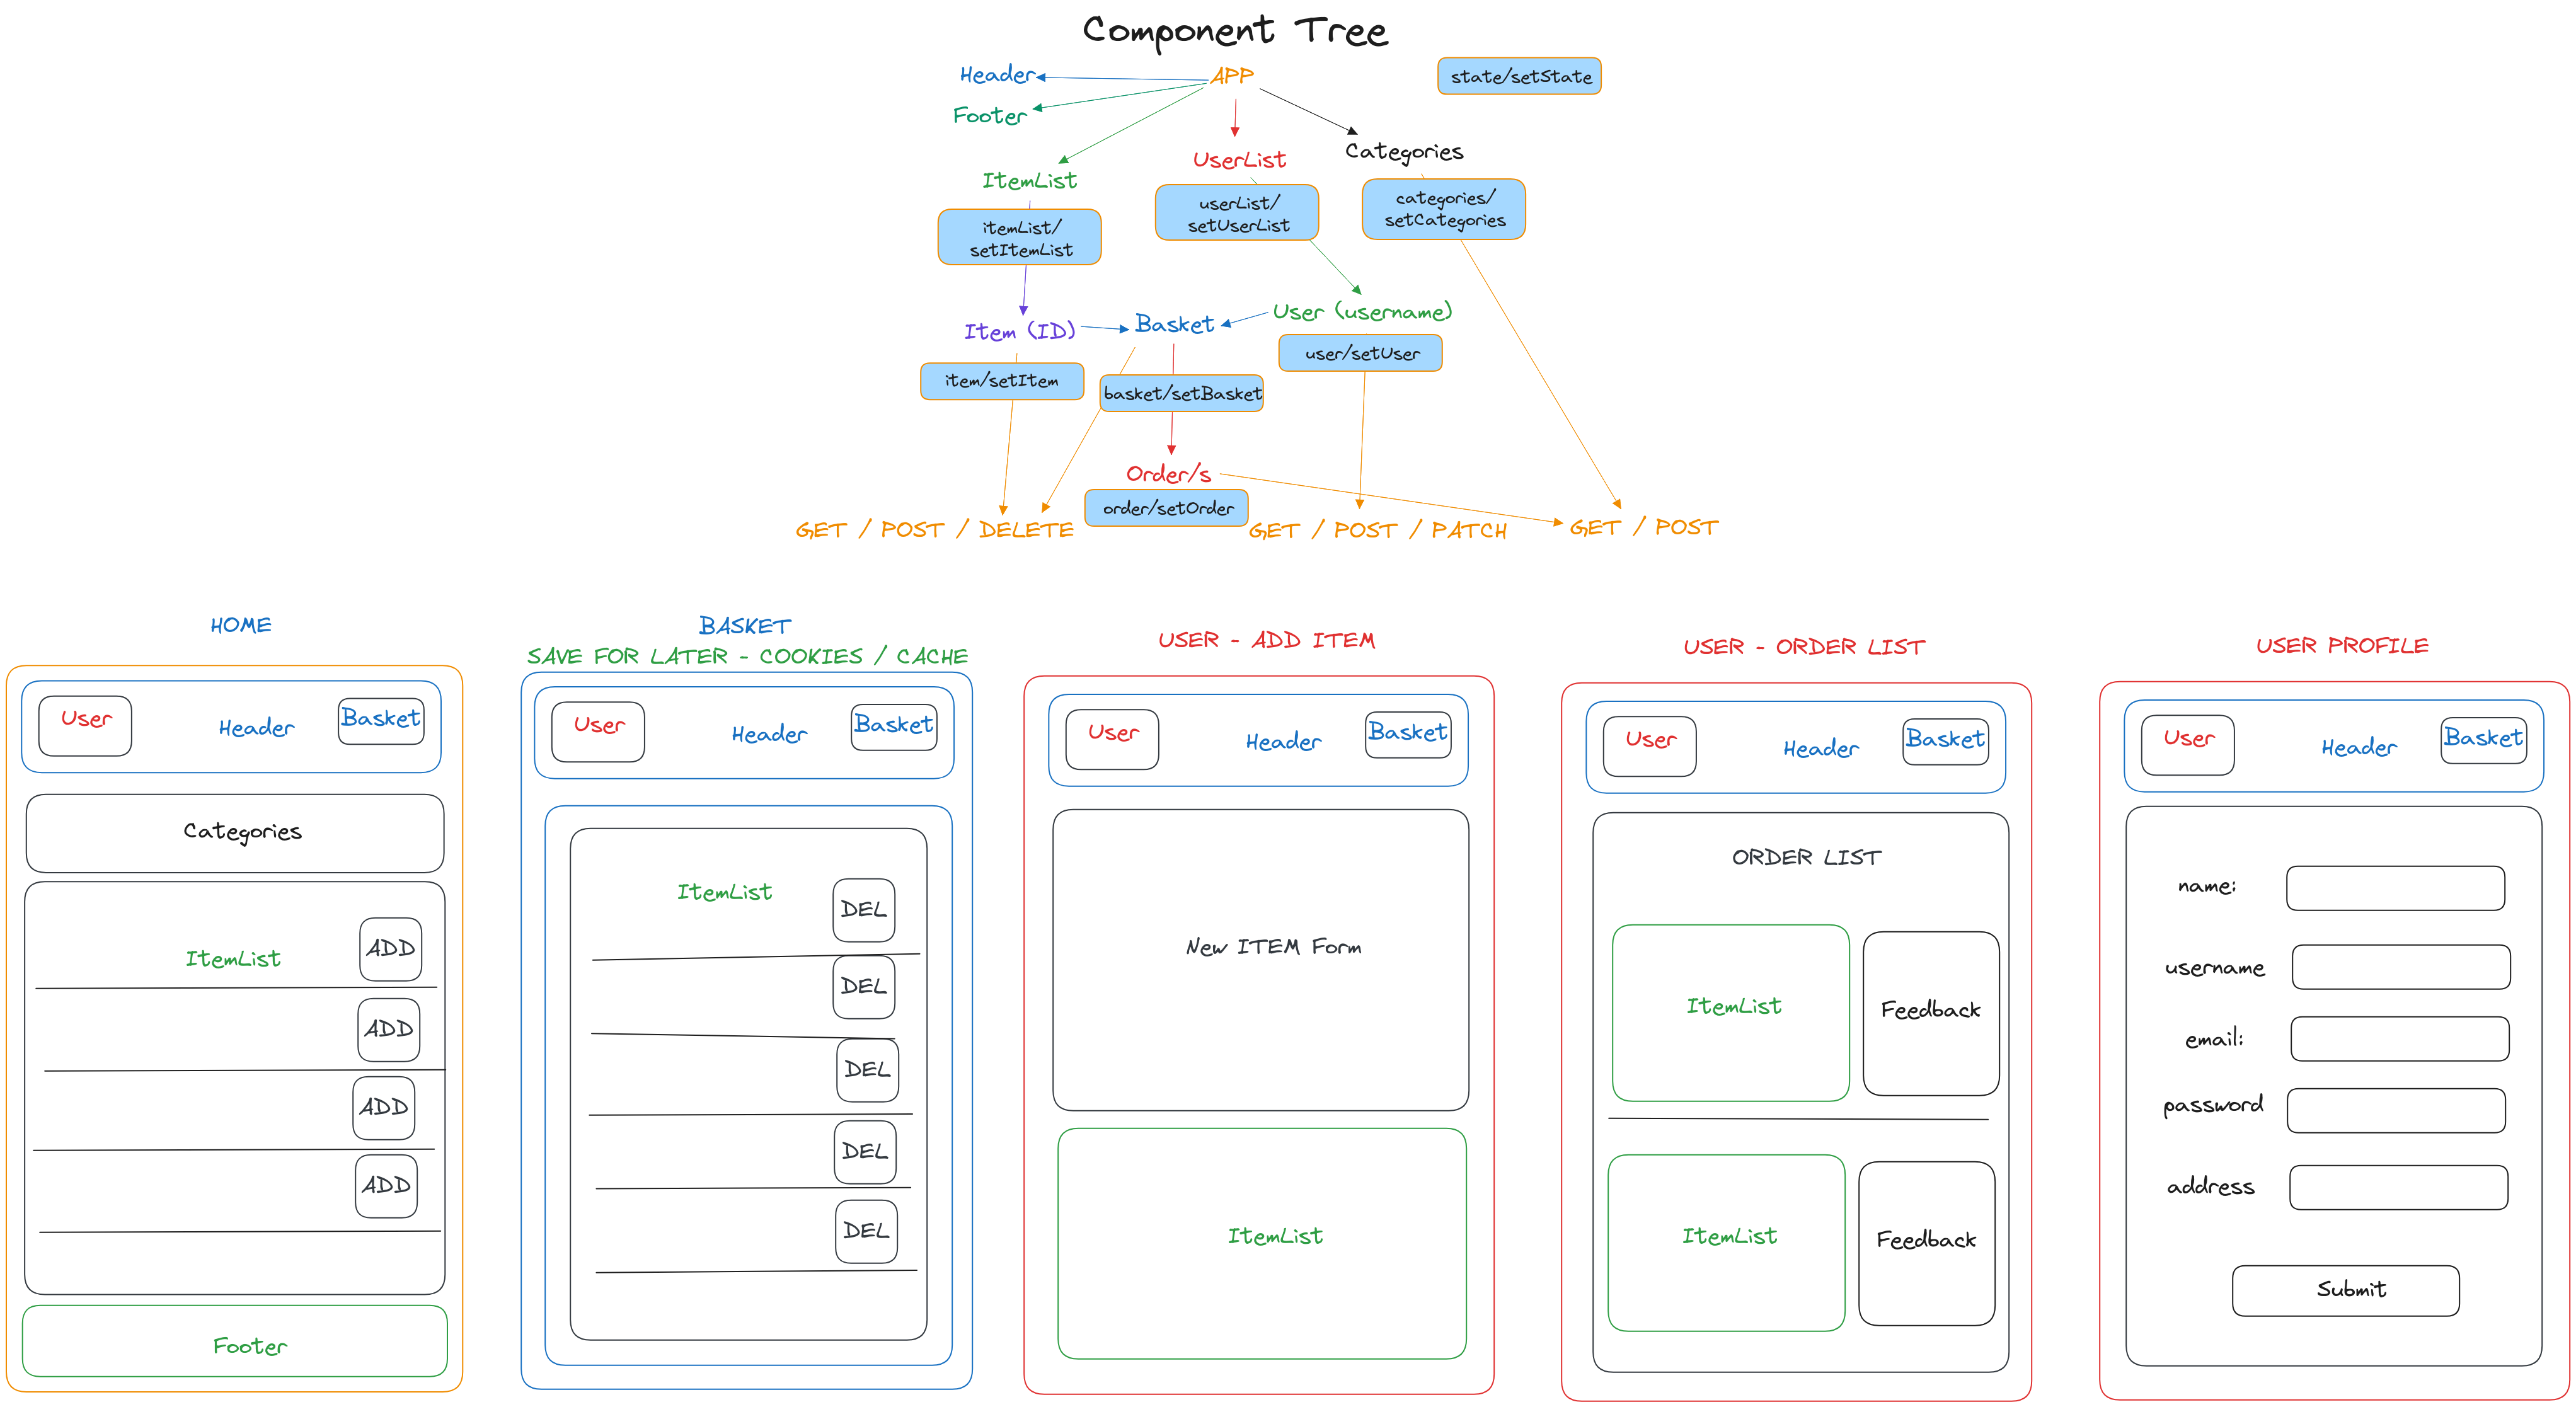 Component Tree
Header
APP
state/setState
Footer
UserList
Categories
ItemList
userList/
setUserList
categories/
setCategories
itemList/
setItemList
Item (ID)
Basket
User (username)
item/setItem
basket/setBasket
user/setUser
Order/s
order/setOrder
GET / POST / DELETE
GET / POST / PATCH
GET / POST
HOME
User
Header
Basket
Categories
ItemList
ADD
ADD
ADD
ADD
Footer
BASKET
SAVE FOR LATER - COOKIES / CACHE
User
Header
Basket
ItemList
DEL
DEL
DEL
DEL
DEL
USER - ADD ITEM
User
Header
Basket
New ITEM Form
ItemList
USER - ORDER LIST
User
Header
Basket
ORDER LIST
ItemList
Feedback
ItemList
Feedback
USER PROFILE
User
Header
Basket
name:
username
email:
password
address
Submit